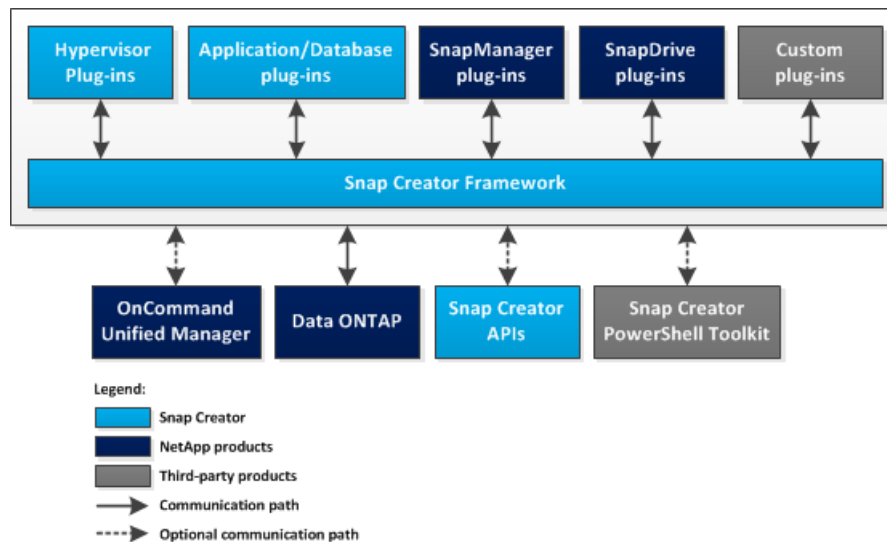 Hypervisor
Plug-ins
Application/Database
plug-ins
SnapManager
plug-ins
SnapDrive
plug-ins
Custom
plug-ins
Snap Creator Framework
OnCommand
Unified Manager
Data ONTAP
Snap Creator
APIs
Snap Creator
PowerShell Toolkit
Legend:
Snap Creator
NetApp products
Third-party products
Communication path
Optional communication path